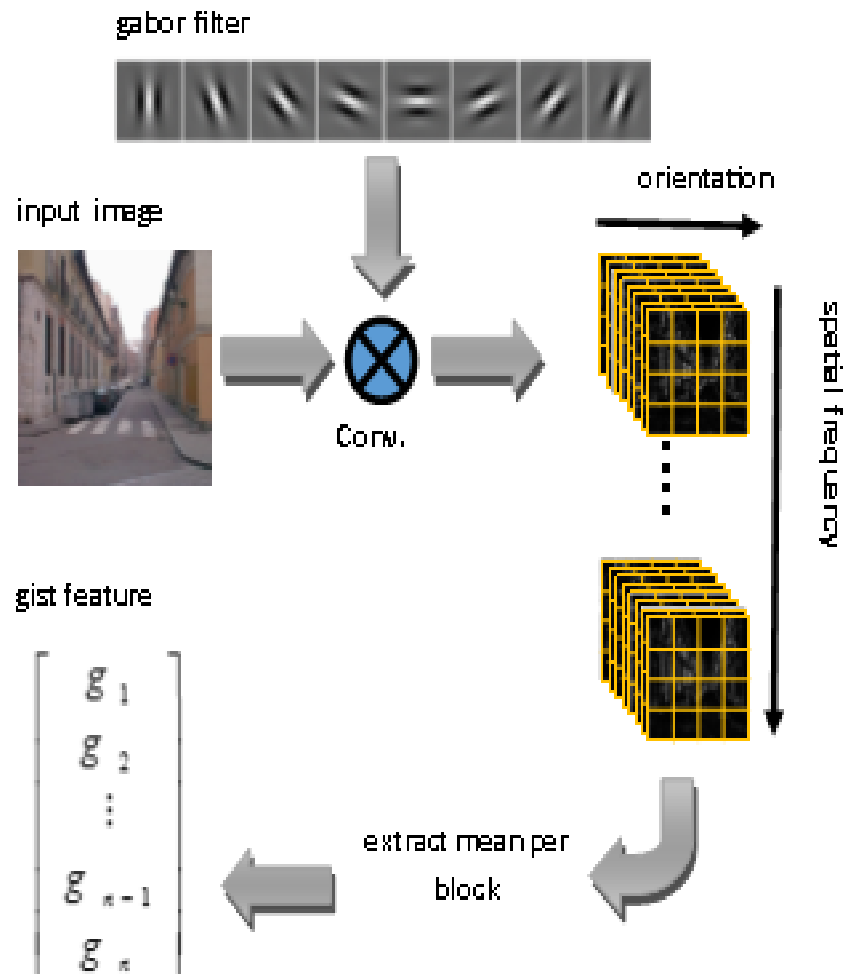 gabor filter
orientation
input image
spatial frequency
Conv.
gist feature
g 1
g 2
⋮
g n-1
g n
extract mean per
block